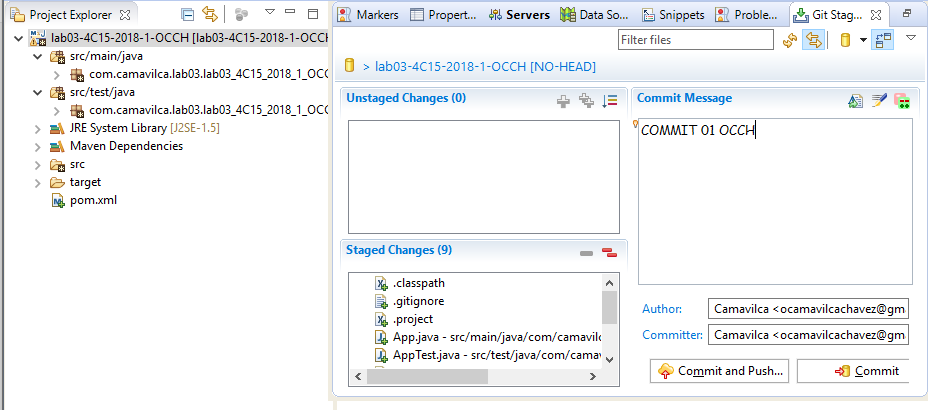 Project Explorer
lab03-4C15-2018-1-OCCH [lab03-4C15-2018-1-OCCH
src/main/java
com.camavilca.lab03.lab03_4C15_2018_1_OCC
src/test/java
com.camavilca.lab03.lab03_4C15_2018_1_OCC
JRE System Library [J2SE-1.5]
Maven Dependencies
src
target
pom.xml
Markers
Propert...
Servers
Data So...
Snippets
Proble...
Git Stag...
Filter files
> lab03-4C15-2018-1-OCCH [NO-HEAD]
Unstaged Changes (0)
Staged Changes (9)
.classpath
.gitignore
.project
App.java - src/main/java/com/camavilc
AppTest.java - src/test/java/com/camav
Commit Message
COMMIT 01 OCCH
Author:
Camavilca <ocamavilcachavez@gm
Committer:
Camavilca <ocamavilcachavez@gm
Commit and Push...
Commit